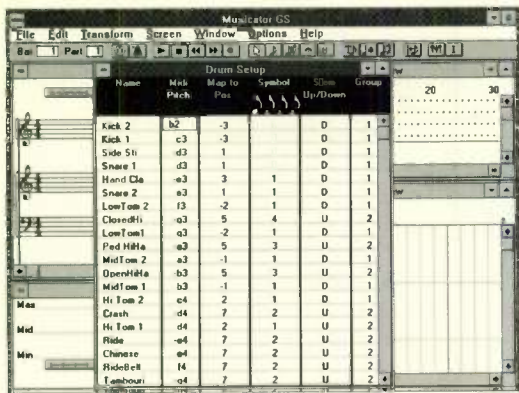 Musicator GS
File Edit Transform Screen Window Options Help
Bar 1 Part 1
Drum Setup
Name Midi Pitch Map to Pos Symbol Stem Up/Down Group
20 30
Kick 2 b2 -3 D 1
Kick 1 c3 -3 D 1
Side Sti d3 1 D 1
Snare 1 d3 1 D 1
Hand Cla e3 3 1 D 1
Snare 2 e3 1 1 D 1
LowTom 2 f3 -2 1 D 1
ClosedHi g3 5 4 U 2
LowTom1 g3 -2 1 D 1
Ped HiHa a3 5 3 U 2
MidTom 2 a3 -1 1 D 1
OpenHiHa b3 5 3 U 2
MidTom 1 b3 -1 1 D 1
Hi Tom 2 c4 2 1 D 1
Crash d4 7 2 U 2
Hi Tom 1 d4 2 1 U 2
Ride e4 7 2 U 2
Chinese e4 7 2 U 2
RideBell f4 7 2 U 2
Tambouri g4 7 2 U 2
Max
Mid
Min